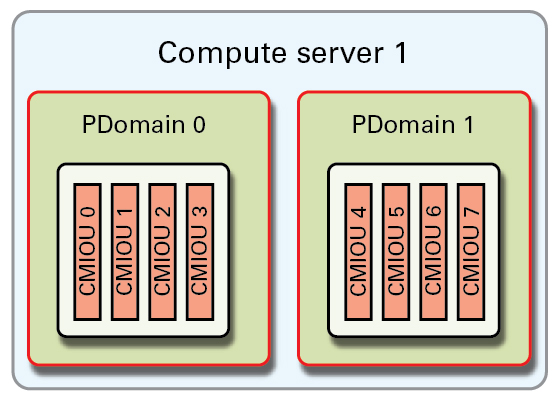 Compute server 1
PDomain 0
CMIOU 0
CMIOU 1
CMIOU 2
CMIOU 3
PDomain 1
CMIOU 4
CMIOU 5
CMIOU 6
CMIOU 7